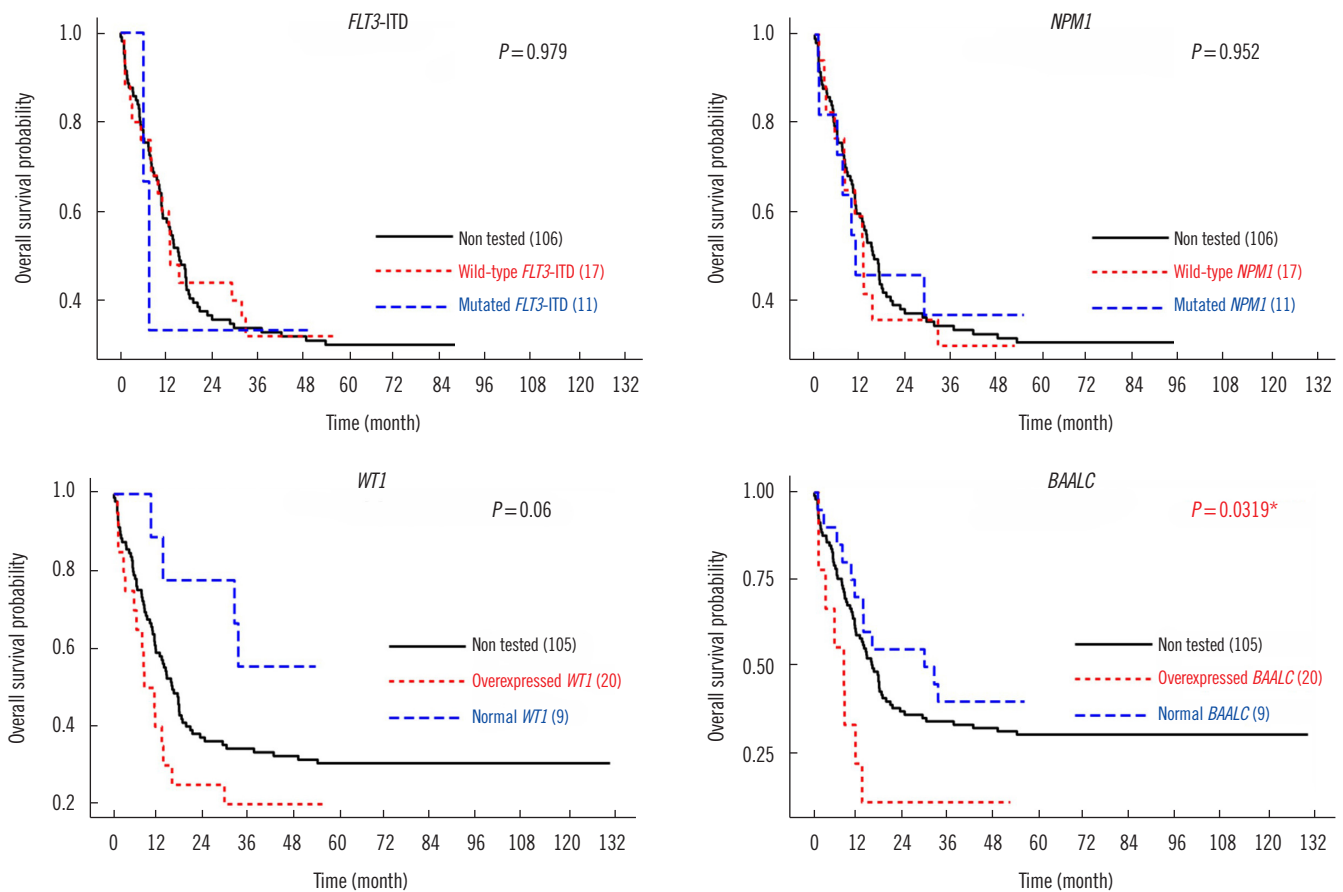 FLT3-ITD
P=0.979
Overall survival probability
1.0
0.8
0.6
0.4
Non tested (106)
Wild-type FLT3-ITD (17)
Mutated FLT3-ITD (11)
0 12 24 36 48 60 72 84 96 108 120 132
Time (month)
NPM1
P=0.952
Overall survival probability
1.0
0.8
0.6
0.4
Non tested (106)
Wild-type NPM1 (17)
Mutated NPM1 (11)
0 12 24 36 48 60 72 84 96 108 120 132
Time (month)
WT1
P=0.06
Overall survival probability
1.0
0.8
0.6
0.4
0.2
Non tested (105)
Overexpressed WT1 (20)
Normal WT1 (9)
0 12 24 36 48 60 72 84 96 108 120 132
Time (month)
BAALC
P=0.0319*
Overall survival probability
1.00
0.75
0.50
0.25
Non tested (105)
Overexpressed BAALC (20)
Normal BAALC (9)
0 12 24 36 48 60 72 84 96 108 120 132
Time (month)